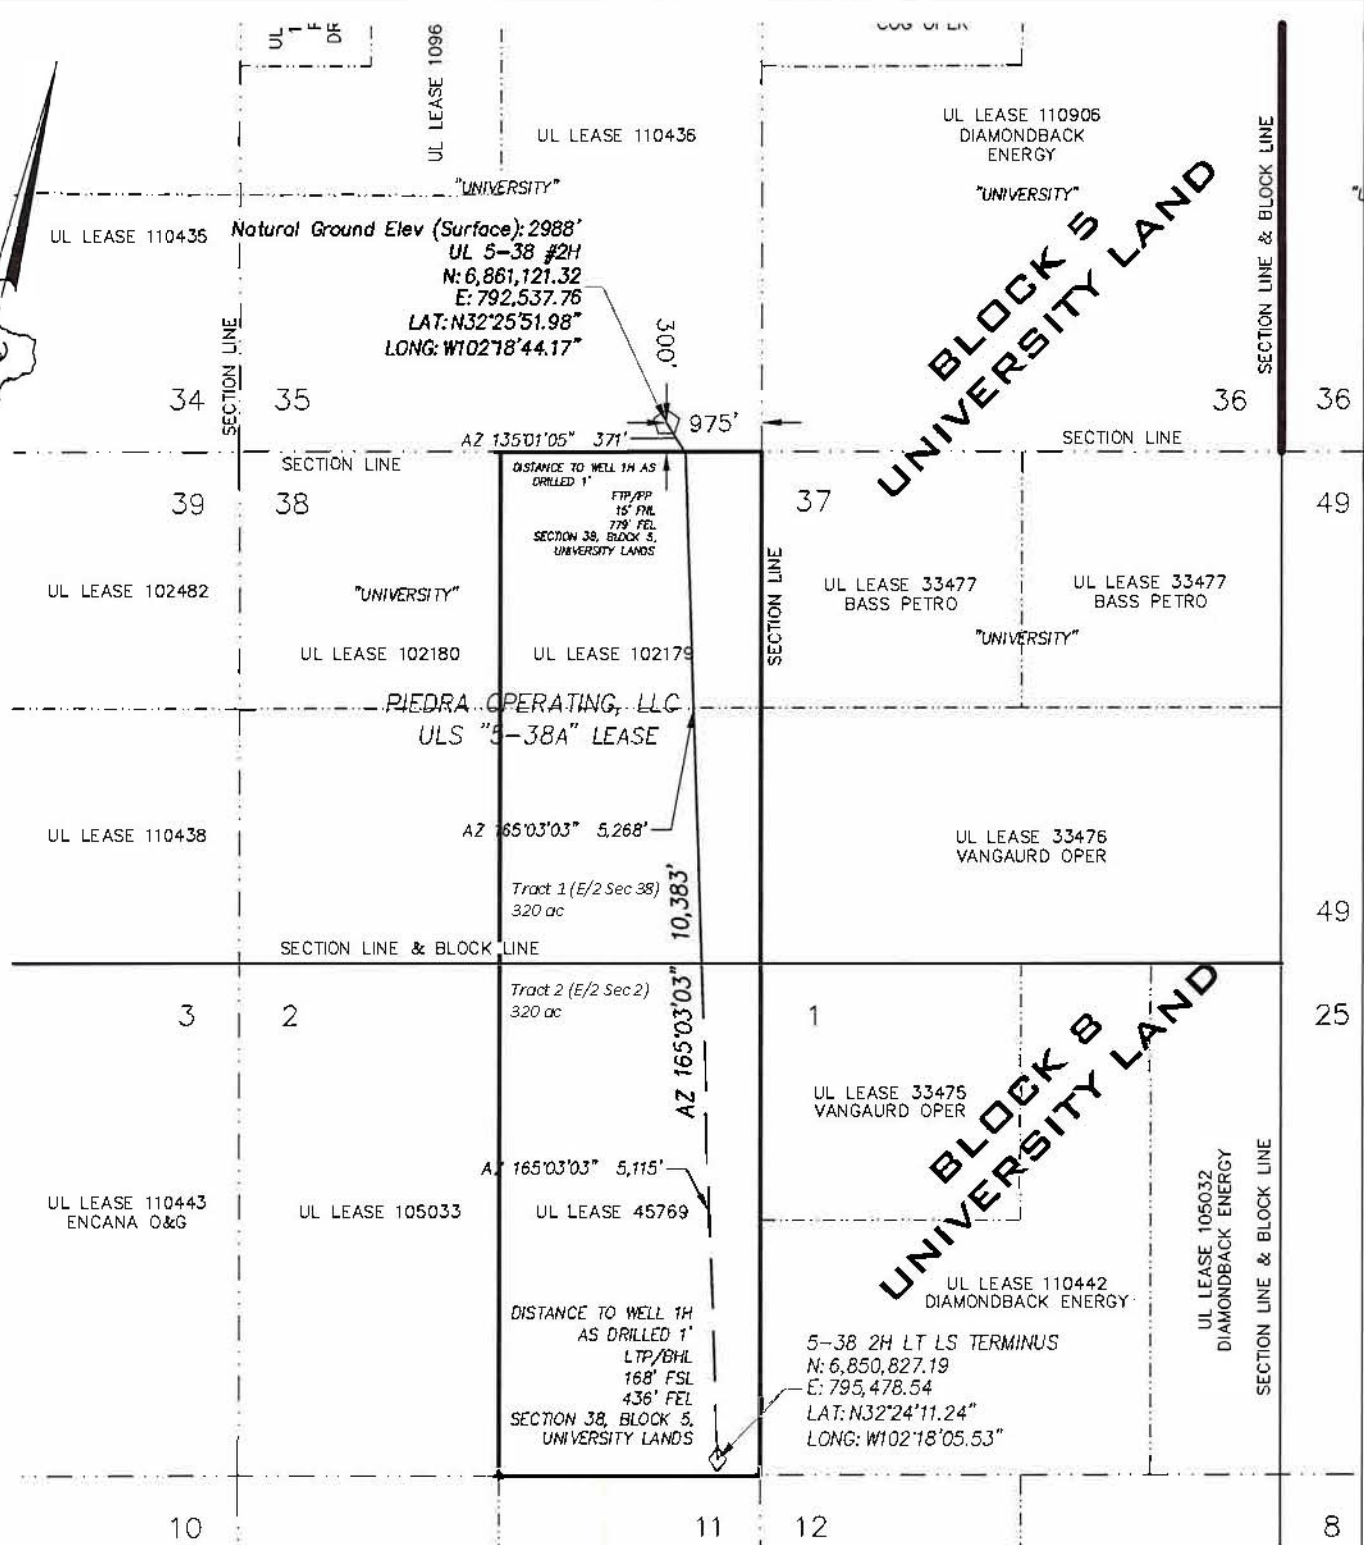 UL LEASE 1096
UL LEASE 110436
UL LEASE 110906
DIAMONDBACK
ENERGY
"UNIVERSITY"
"UNIVERSITY"
UL LEASE 110435
Natural Ground Elev (Surface): 2988'
UL 5-38 #2H
N: 6,861,121.32
E: 792,537.76
LAT: N32°25'51.98"
LONG: W102°18'44.17"
BLOCK 5
UNIVERSITY LAND
SECTION LINE & BLOCK LINE
SECTION LINE
300'
34
35
36
36
975'
AZ 135°01'05" 371'
SECTION LINE
SECTION LINE
DISTANCE TO WELL 1H AS
DRILLED 1'
FTP/PP
15' FNL
779' FEL
SECTION 38, BLOCK 5,
UNIVERSITY LANDS
39
38
37
49
UL LEASE 102482
"UNIVERSITY"
SECTION LINE
UL LEASE 33477
BASS PETRO
UL LEASE 33477
BASS PETRO
"UNIVERSITY"
UL LEASE 102180
UL LEASE 102179
PIEDRA OPERATING, LLC
ULS "5-38A" LEASE
UL LEASE 110438
AZ 165°03'03" 5,268'
UL LEASE 33476
VANGAURD OPER
Tract 1 (E/2 Sec 38)
320 ac
AZ 165°03'03" 10,383'
49
SECTION LINE & BLOCK LINE
Tract 2 (E/2 Sec 2)
320 ac
3
2
1
25
BLOCK 8
UNIVERSITY LAND
UL LEASE 33475
VANGAURD OPER
AZ 165°03'03" 5,115'
UL LEASE 110443
ENCANA O&G
UL LEASE 105033
UL LEASE 45769
UL LEASE 105032
DIAMONDBACK ENERGY
SECTION LINE & BLOCK LINE
UL LEASE 110442
DIAMONDBACK ENERGY
DISTANCE TO WELL 1H
AS DRILLED 1'
LTP/BHL
168' FSL
436' FEL
SECTION 38, BLOCK 5,
UNIVERSITY LANDS
5-38 2H LT LS TERMINUS
N: 6,850,827.19
E: 795,478.54
LAT: N32°24'11.24"
LONG: W102°18'05.53"
10
11
12
8